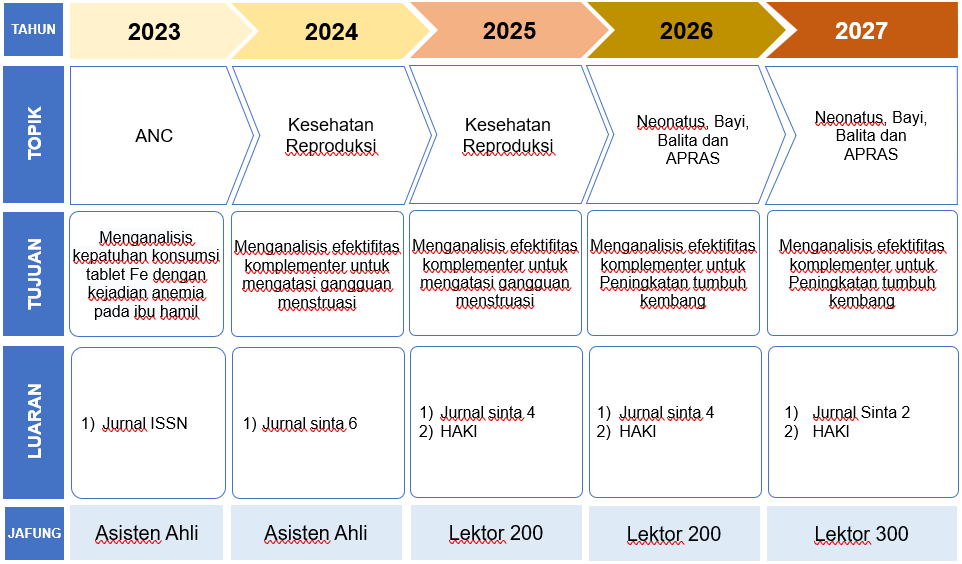 TAHUN
2023
2024
2025
2026
2027
TOPIK
ANC
Kesehatan
Reproduksi
Kesehatan
Reproduksi
Neonatus, Bayi,
Balita dan
APRAS
Neonatus, Bayi,
Balita dan
APRAS
TUJUAN
Menganalisis
kepatuhan konsumsi
tablet Fe dengan
kejadian anemia
pada ibu hamil
Menganalisis efektifitas
komplementer untuk
mengatasi gangguan
menstruasi
Menganalisis efektifitas
komplementer untuk
mengatasi gangguan
menstruasi
Menganalisis efektifitas
komplementer untuk
Peningkatan tumbuh
kembang
Menganalisis efektifitas
komplementer untuk
Peningkatan tumbuh
kembang
LUARAN
1) Jurnal ISSN
1) Jurnal sinta 6
1) Jurnal sinta 4
2) HAKI
1) Jurnal sinta 4
2) HAKI
1) Jurnal Sinta 2
2) HAKI
JAFUNG
Asisten Ahli
Asisten Ahli
Lektor 200
Lektor 200
Lektor 300